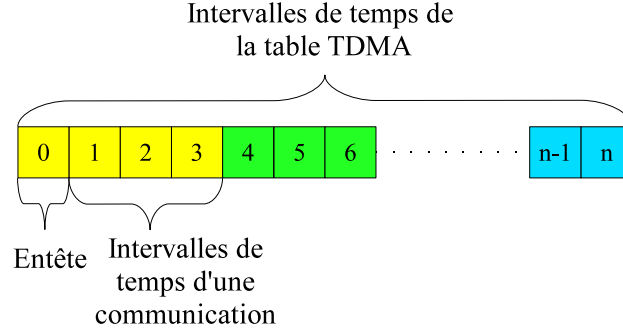 Intervalles de temps de
la table TDMA
0 1 2 3 4 5 6 n-1 n
Entête
Intervalles de
temps d'une
communication